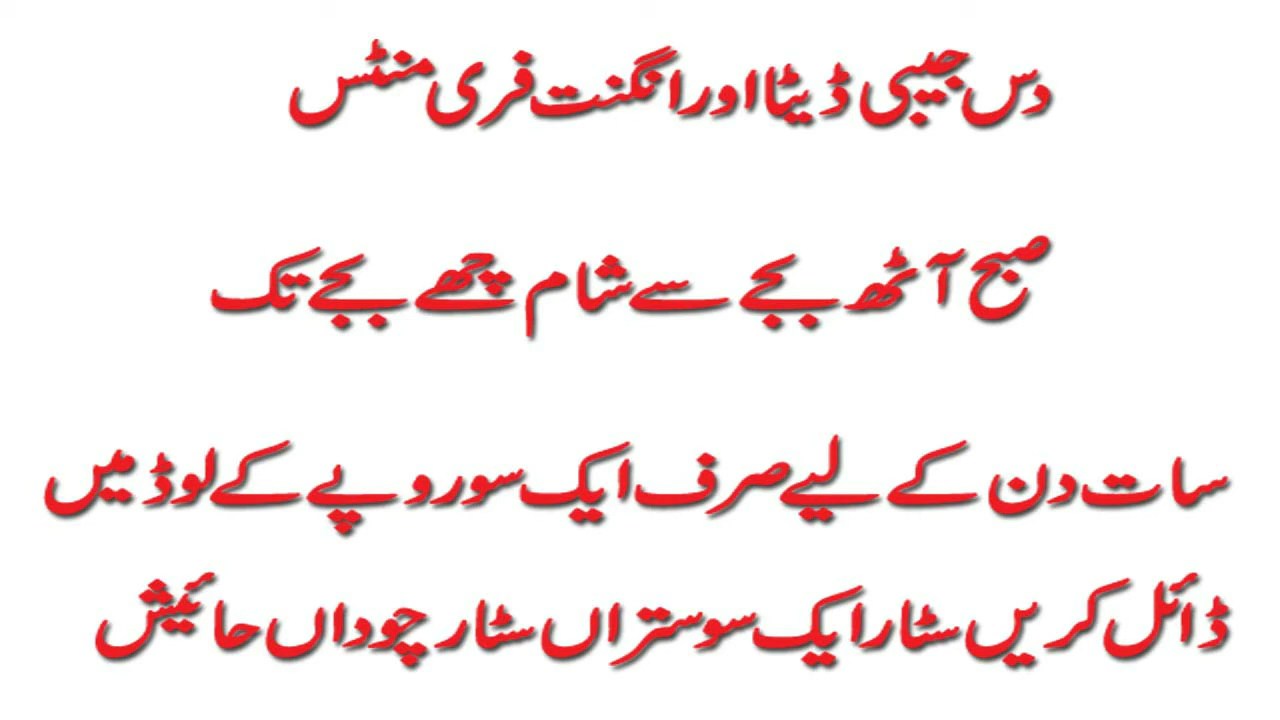 دس جیبی ڈیٹا اور انگنت فری منٹس
صبح آٹھ بجے سے شام چھے بجے تک
سات دن کے لیے صرف ایک سو روپے کے لوڈ میں
ڈائل کریں سٹار ایک سو ستراں سٹار چوداں حائیش